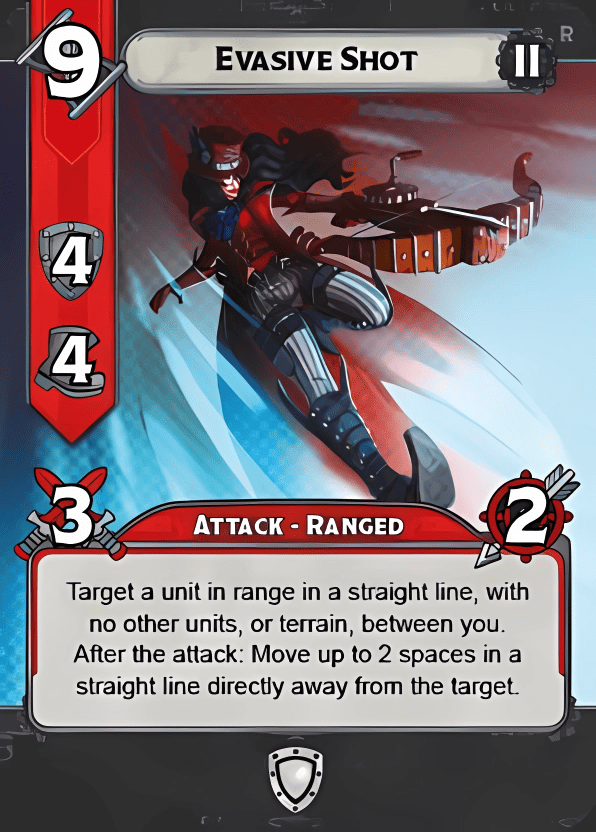 9
EVASIVE SHOT
II
R
4
4
3
ATTACK - RANGED
2
Target a unit in range in a straight line, with
no other units, or terrain, between you.
After the attack: Move up to 2 spaces in a
straight line directly away from the target.